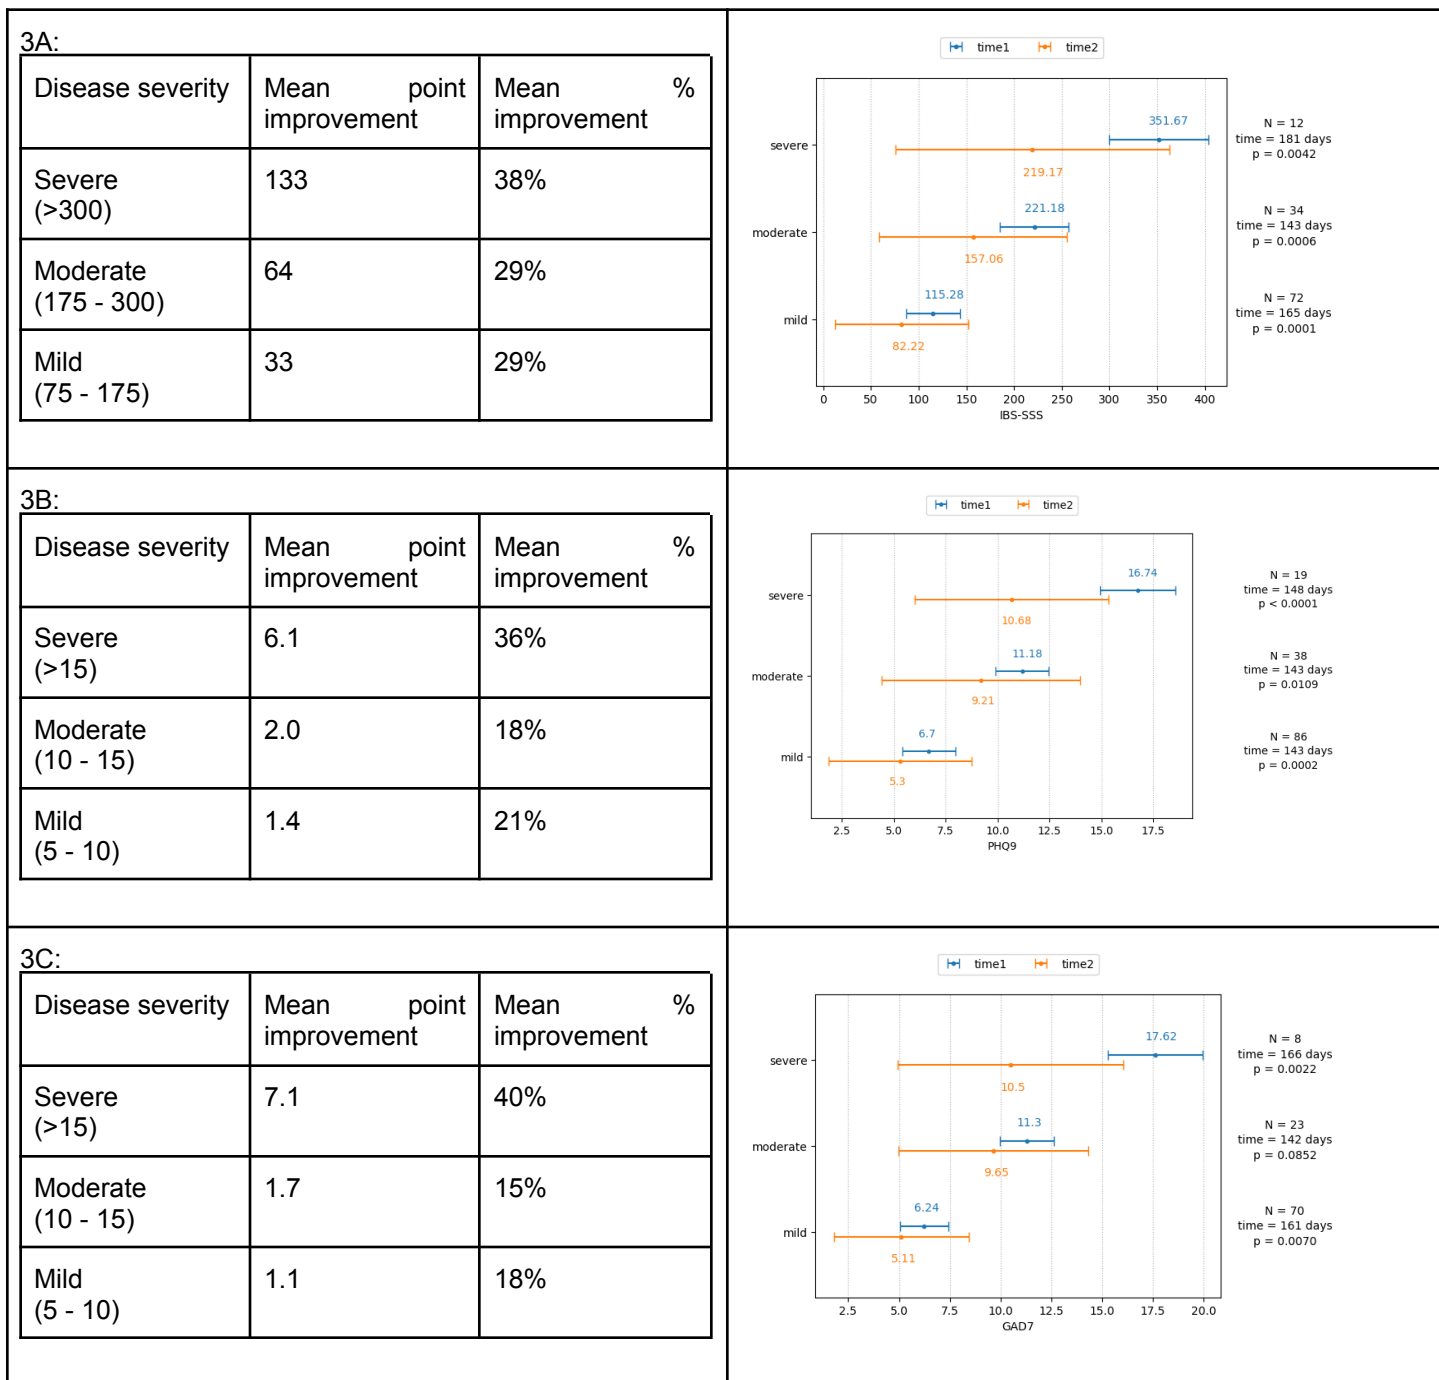 3A:
Disease severity Mean point improvement Mean % improvement
Severe (>300) 133 38%
Moderate (175 - 300) 64 29%
Mild (75 - 175) 33 29%
time1 time2
severe
moderate
mild
351.67
219.17
221.18
157.06
115.28
82.22
N = 12
time = 181 days
p = 0.0042
N = 34
time = 143 days
p = 0.0006
N = 72
time = 165 days
p = 0.0001
0 50 100 150 200 250 300 350 400
IBS-SSS
3B:
Disease severity Mean point improvement Mean % improvement
Severe (>15) 6.1 36%
Moderate (10 - 15) 2.0 18%
Mild (5 - 10) 1.4 21%
time1 time2
severe
moderate
mild
16.74
10.68
11.18
9.21
6.7
5.3
N = 19
time = 148 days
p < 0.0001
N = 38
time = 143 days
p = 0.0109
N = 86
time = 143 days
p = 0.0002
2.5 5.0 7.5 10.0 12.5 15.0 17.5
PHQ9
3C:
Disease severity Mean point improvement Mean % improvement
Severe (>15) 7.1 40%
Moderate (10 - 15) 1.7 15%
Mild (5 - 10) 1.1 18%
time1 time2
severe
moderate
mild
17.62
10.5
11.3
9.65
6.24
5.11
N = 8
time = 166 days
p = 0.0022
N = 23
time = 142 days
p = 0.0852
N = 70
time = 161 days
p = 0.0070
2.5 5.0 7.5 10.0 12.5 15.0 17.5 20.0
GAD7